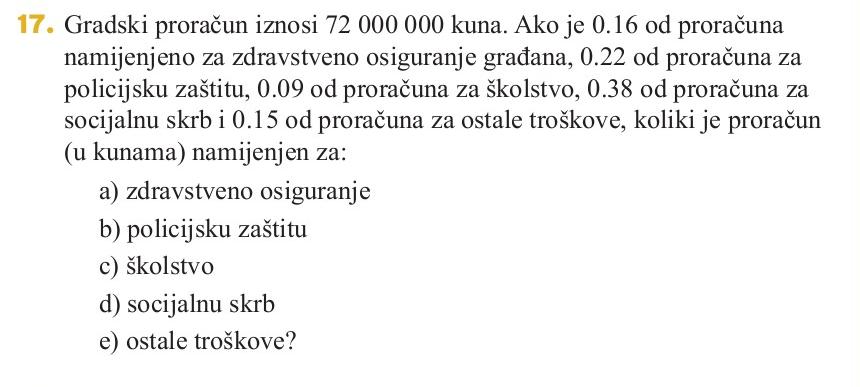 17. Gradski proračun iznosi 72 000 000 kuna. Ako je 0.16 od proračuna
namijenjeno za zdravstveno osiguranje građana, 0.22 od proračuna za
policijsku zaštitu, 0.09 od proračuna za školstvo, 0.38 od proračuna za
socijalnu skrb i 0.15 od proračuna za ostale troškove, koliki je proračun
(u kunama) namijenjen za:
a) zdravstveno osiguranje
b) policijsku zaštitu
c) školstvo
d) socijalnu skrb
e) ostale troškove?